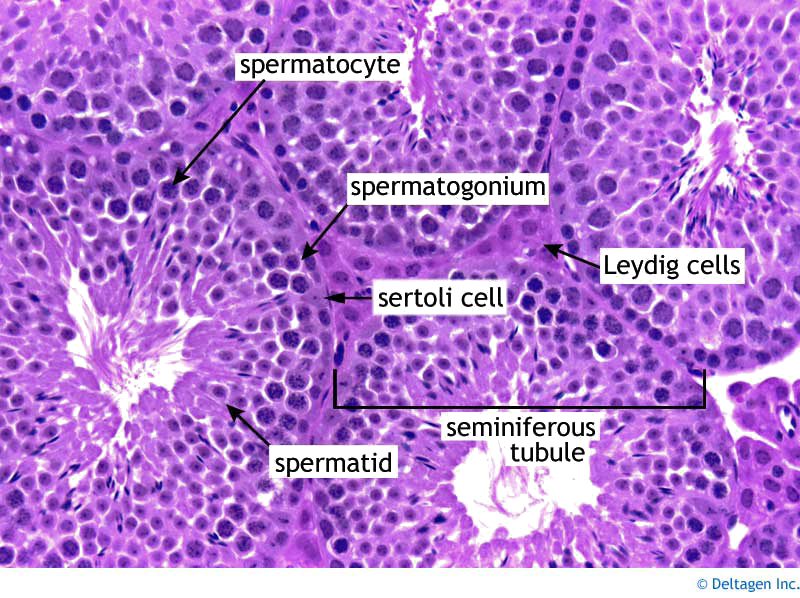 spermatocyte
spermatogonium
Leydig cells
sertoli cell
seminiferous
tubule
spermatid
© Deltagen Inc.